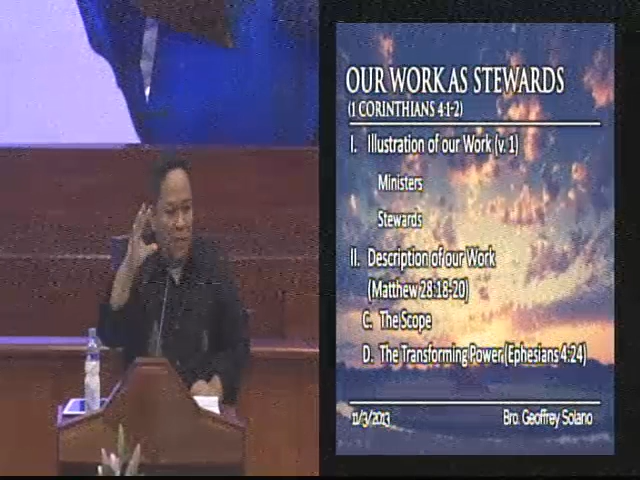 OUR WORK AS STEWARDS
(1 CORINTHIANS 4:1-2)
I. Illustration of our Work (v. 1)
Ministers
Stewards
II. Description of our Work
(Matthew 28:18-20)
C. The Scope
D. The Transforming Power (Ephesians 4:24)
11/3/2013 Bro. Geoffrey Solano